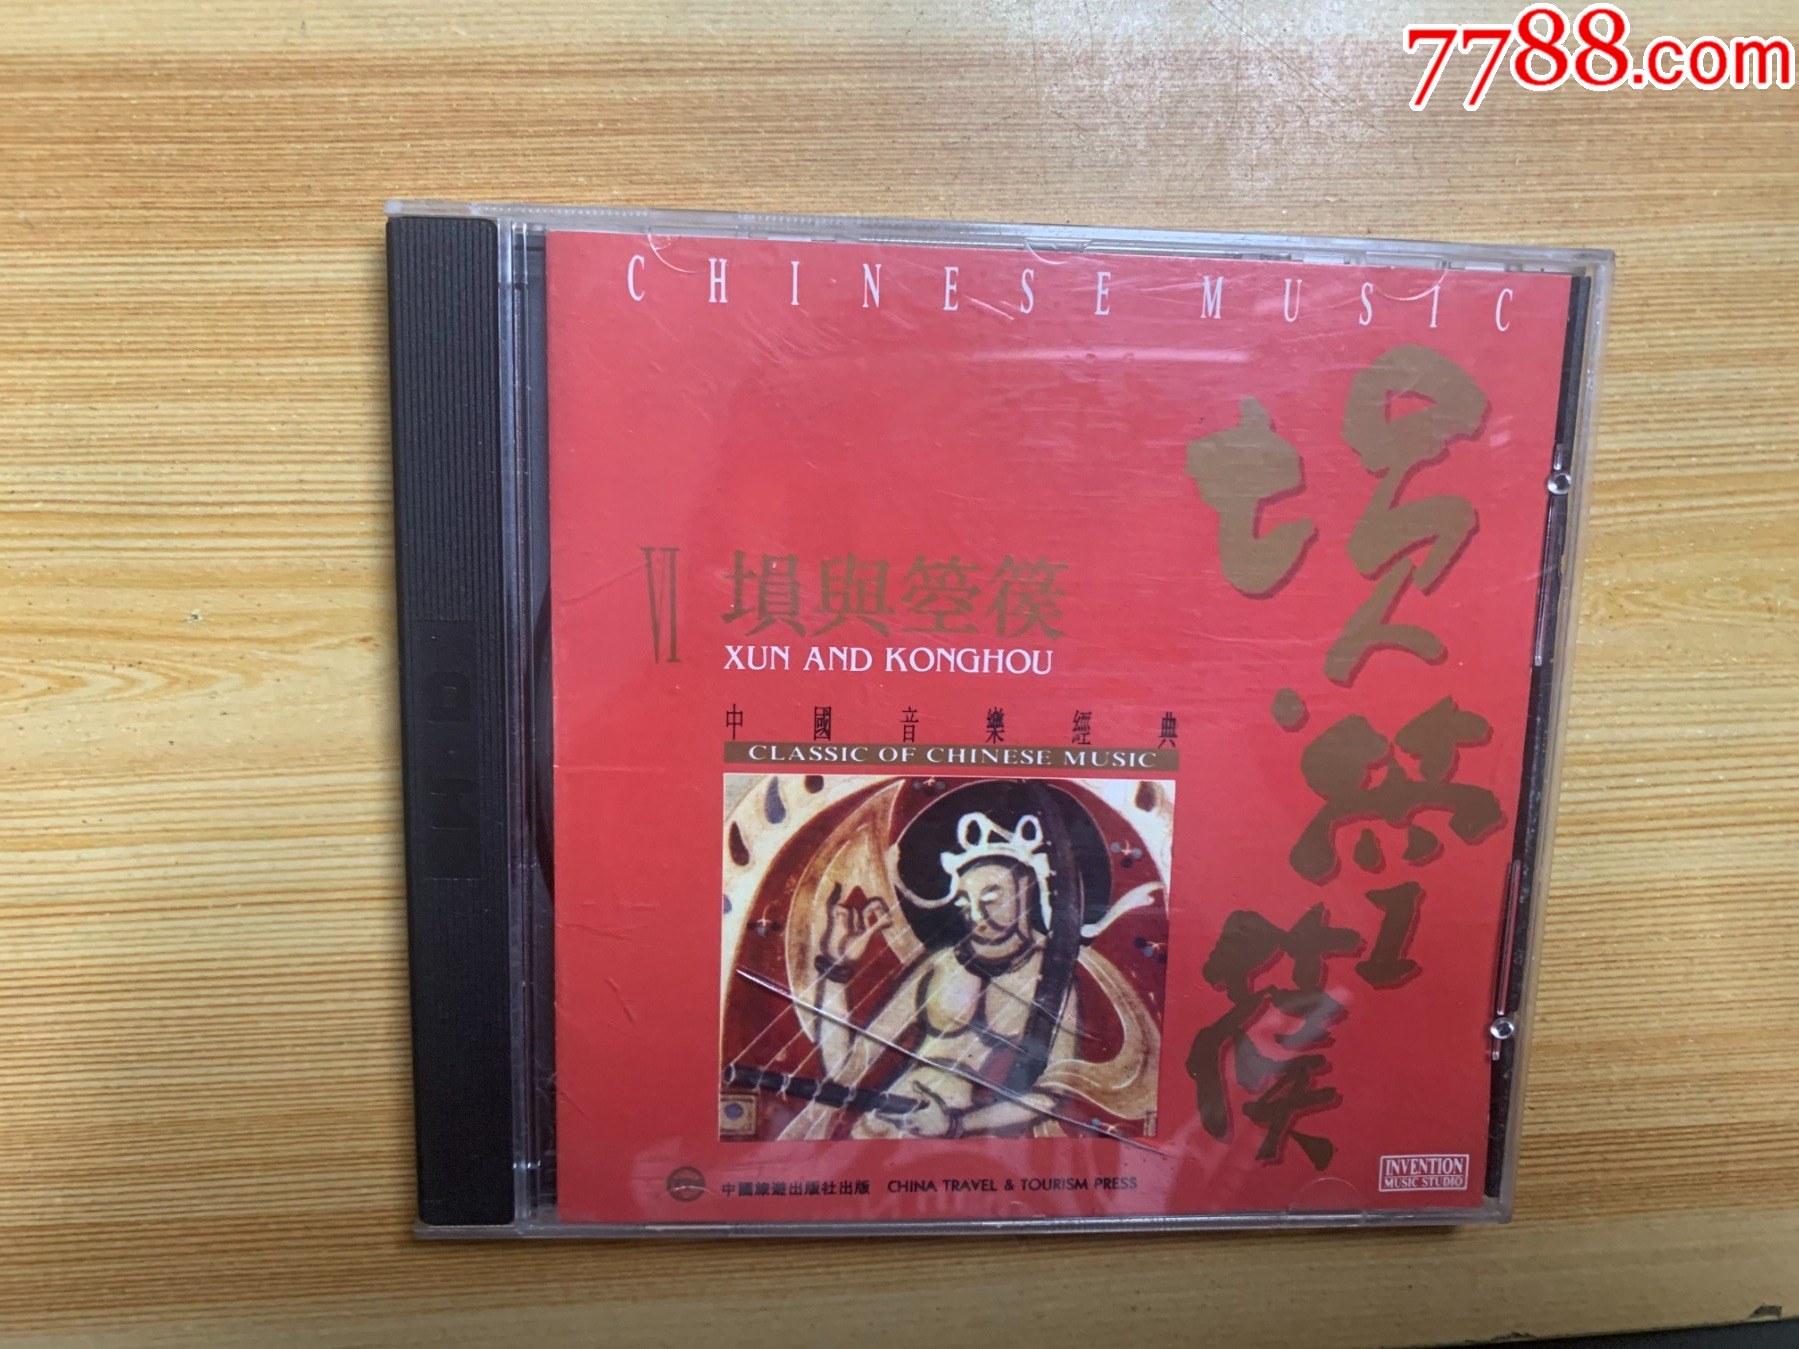 7788.com
CHINESE MUSIC
塤箜篌
VI
塤與箜篌
XUN AND KONGHOU
中國音樂經典
CLASSIC OF CHINESE MUSIC
中國旅遊出版社出版 CHINA TRAVEL & TOURISM PRESS
INVENTION
MUSIC STUDIO